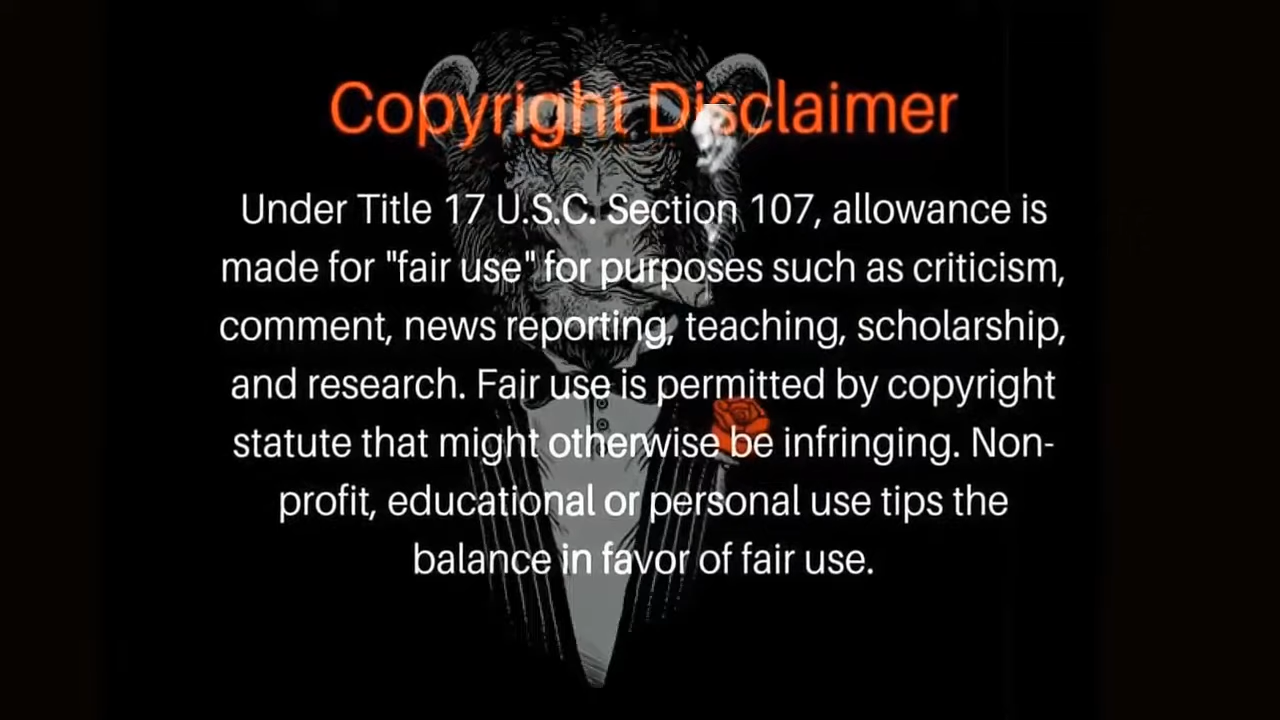 Copyright Disclaimer
Under Title 17 U.S.C. Section 107, allowance is
made for "fair use" for purposes such as criticism,
comment, news reporting, teaching, scholarship,
and research. Fair use is permitted by copyright
statute that might otherwise be infringing. Non-
profit, educational or personal use tips the
balance in favor of fair use.